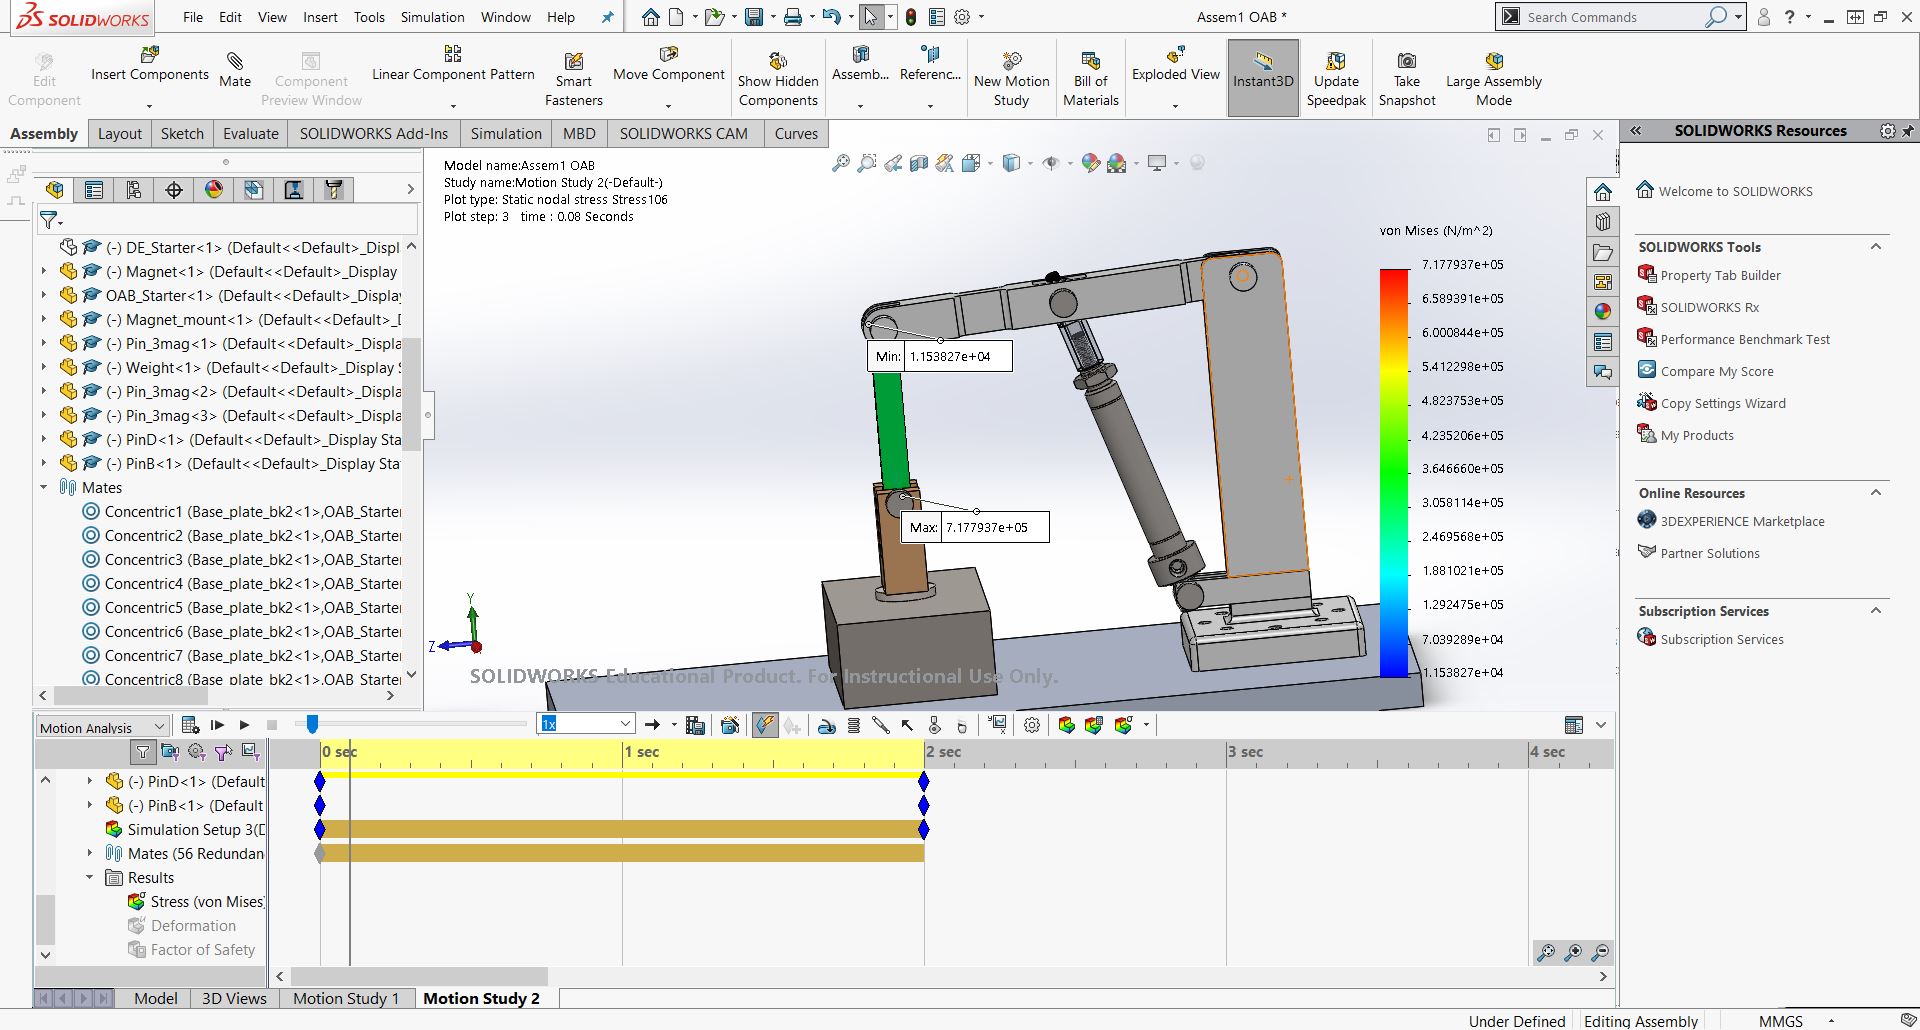 SOLIDWORKS
File Edit View Insert Tools Simulation Window Help
Assem1 OAB *
Search Commands
Edit Component
Insert Components
Mate
Component Preview Window
Linear Component Pattern
Smart Fasteners
Move Component
Show Hidden Components
Assemb...
Referenc...
New Motion Study
Bill of Materials
Exploded View
Instant3D
Update Speedpak
Take Snapshot
Large Assembly Mode
Assembly Layout Sketch Evaluate SOLIDWORKS Add-Ins Simulation MBD SOLIDWORKS CAM Curves
(-) DE_Starter<1> (Default<<Default>_Displ
(-) Magnet<1> (Default<<Default>_Display
OAB_Starter<1> (Default<<Default>_Display
(-) Magnet_mount<1> (Default<<Default>_D
(-) Pin_3mag<1> (Default<<Default>_Displa
(-) Weight<1> (Default<<Default>_Display S
(-) Pin_3mag<2> (Default<<Default>_Displa
(-) Pin_3mag<3> (Default<<Default>_Displa
(-) PinD<1> (Default<<Default>_Display Sta
(-) PinB<1> (Default<<Default>_Display Sta
Mates
Concentric1 (Base_plate_bk2<1>,OAB_Starter
Concentric2 (Base_plate_bk2<1>,OAB_Starter
Concentric3 (Base_plate_bk2<1>,OAB_Starter
Concentric4 (Base_plate_bk2<1>,OAB_Starter
Concentric5 (Base_plate_bk2<1>,OAB_Starter
Concentric6 (Base_plate_bk2<1>,OAB_Starter
Concentric7 (Base_plate_bk2<1>,OAB_Starter
Concentric8 (Base_plate_bk2<1>,OAB_Starter
Model name:Assem1 OAB
Study name:Motion Study 2(-Default-)
Plot type: Static nodal stress Stress106
Plot step: 3 time : 0.08 Seconds
Min: 1.153827e+04
Max: 7.177937e+05
Y
Z
SOLIDWORKS Educational Product. For Instructional Use Only.
von Mises (N/m^2)
7.177937e+05
6.589391e+05
6.000844e+05
5.412298e+05
4.823753e+05
4.235206e+05
3.646660e+05
3.058114e+05
2.469568e+05
1.881021e+05
1.292475e+05
7.039289e+04
1.153827e+04
SOLIDWORKS Resources
Welcome to SOLIDWORKS
SOLIDWORKS Tools
Property Tab Builder
SOLIDWORKS Rx
Performance Benchmark Test
Compare My Score
Copy Settings Wizard
My Products
Online Resources
3DEXPERIENCE Marketplace
Partner Solutions
Subscription Services
Subscription Services
Motion Analysis
1x
0 sec 1 sec 2 sec 3 sec 4 sec
(-) PinD<1> (Default
(-) PinB<1> (Default
Simulation Setup 3(D
Mates (56 Redundan
Results
Stress (von Mises)
Deformation
Factor of Safety
Model 3D Views Motion Study 1 Motion Study 2
Under Defined Editing Assembly MMGS